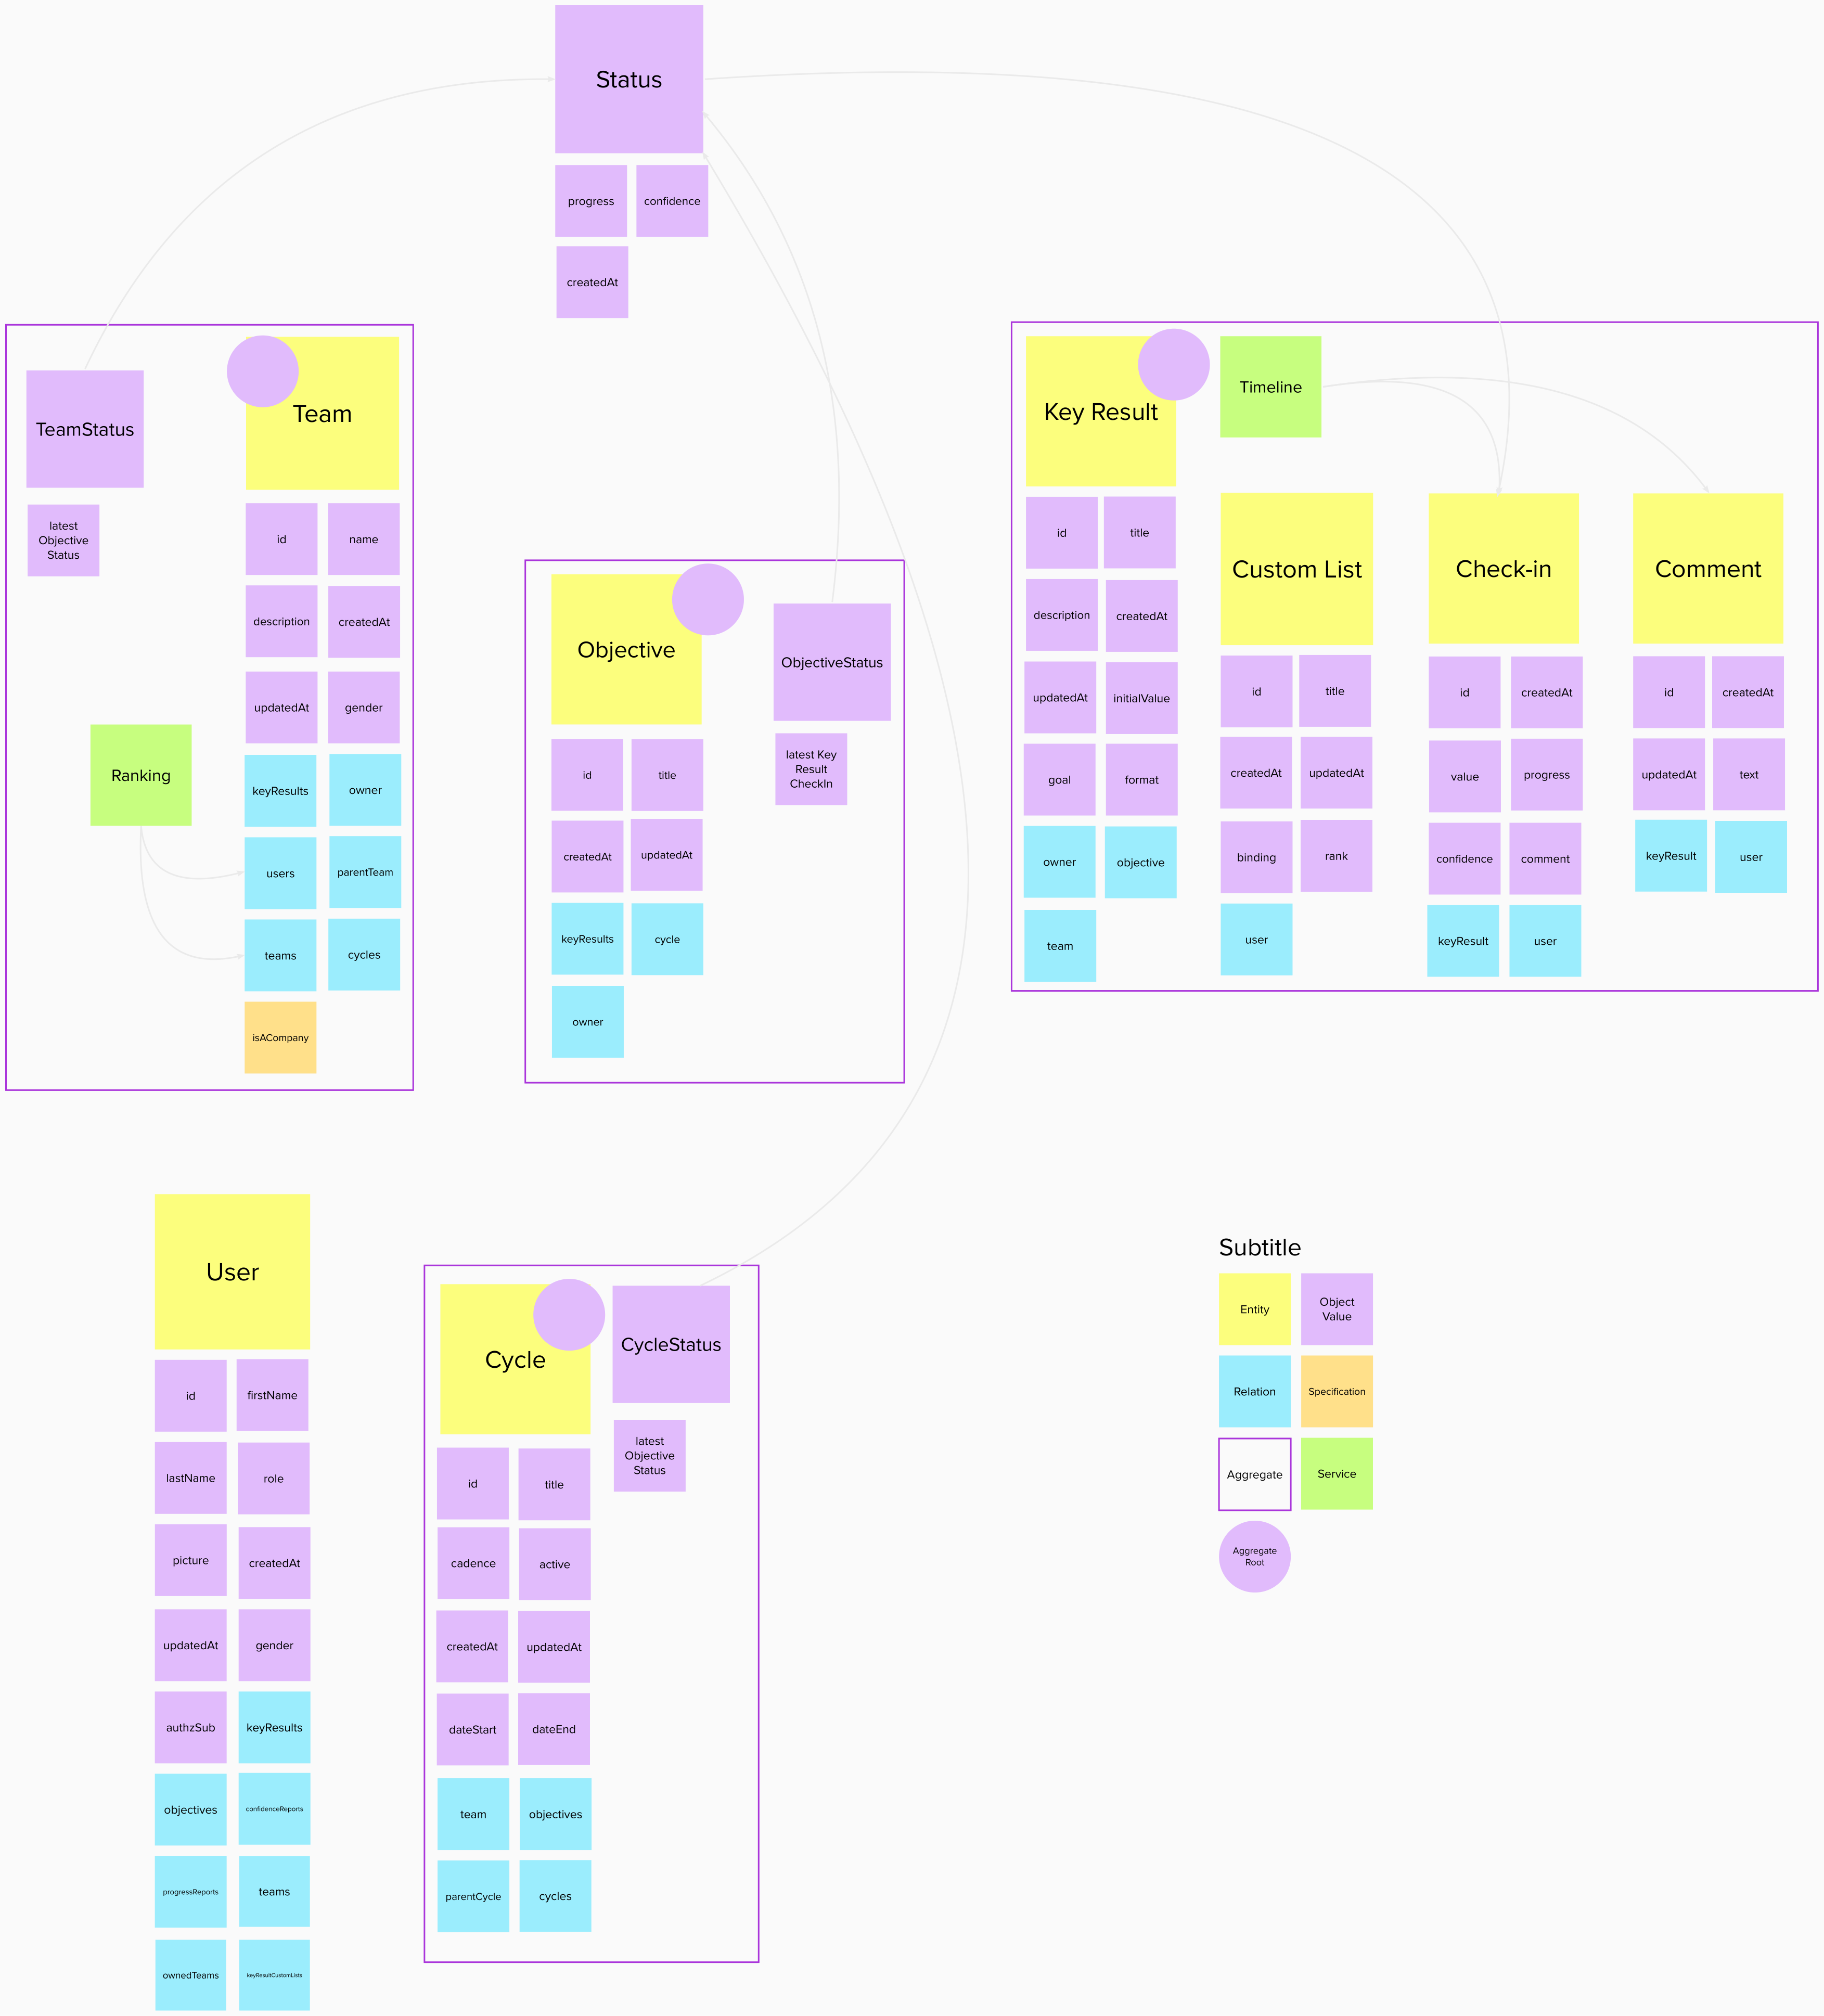 Status
progress
confidence
createdAt
TeamStatus
latest
Objective
Status
Ranking
Team
id
name
description
createdAt
updatedAt
gender
keyResults
owner
users
parentTeam
teams
cycles
isACompany
Objective
id
title
createdAt
updatedAt
keyResults
cycle
owner
ObjectiveStatus
latest Key
Result
CheckIn
Key Result
id
title
description
createdAt
updatedAt
initialValue
goal
format
owner
objective
team
Timeline
Custom List
id
title
createdAt
updatedAt
binding
rank
user
Check-in
id
createdAt
value
progress
confidence
comment
keyResult
user
Comment
id
createdAt
updatedAt
text
keyResult
user
User
id
firstName
lastName
role
picture
createdAt
updatedAt
gender
authzSub
keyResults
objectives
confidenceReports
progressReports
teams
ownedTeams
keyResultCustomLists
Cycle
id
title
cadence
active
createdAt
updatedAt
dateStart
dateEnd
team
objectives
parentCycle
cycles
CycleStatus
latest
Objective
Status
Subtitle
Entity
Object
Value
Relation
Specification
Aggregate
Service
Aggregate
Root